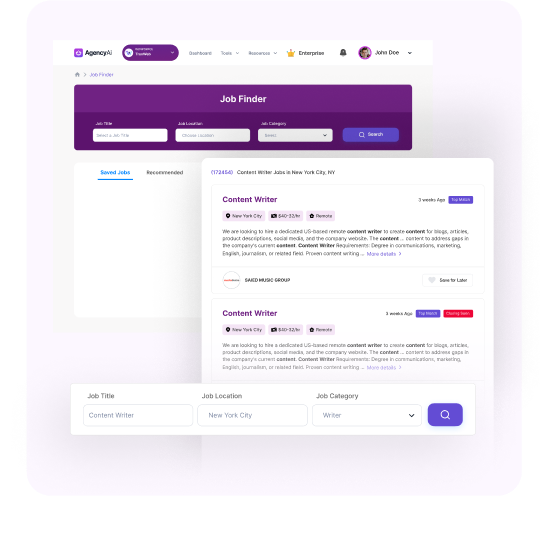 AgencyAi
TrustWeb
Dashboard
Tools
Resources
Enterprise
John Doe
Job Finder
Job Finder
Job Title
Job Location
Job Category
Select a Job Title
Choose Location
Select
Search
Saved Jobs
Recommended
(172454) Content Writer Jobs in New York City, NY
Content Writer
3 weeks Ago
Top Match
New York City
$40-32/hr
Remote
We are looking to hire a dedicated US-based remote content writer to create content for blogs, articles,
product descriptions, social media, and the company website. The content ... content to address gaps in
the company's current content. Content Writer Requirements: Degree in communications, marketing,
English, journalism, or related field. Proven content writing ... More details
SAIED MUSIC GROUP
Save for Later
Content Writer
3 weeks Ago
Top Match
Closing Soon
New York City
$40-32/hr
Remote
We are looking to hire a dedicated US-based remote content writer to create content for blogs, articles,
product descriptions, social media, and the company website. The content ... content to address gaps in
the company's current content. Content Writer Requirements: Degree in communications, marketing,
English, journalism, or related field. Proven content writing ... More details
Job Title
Job Location
Job Category
Content Writer
New York City
Writer